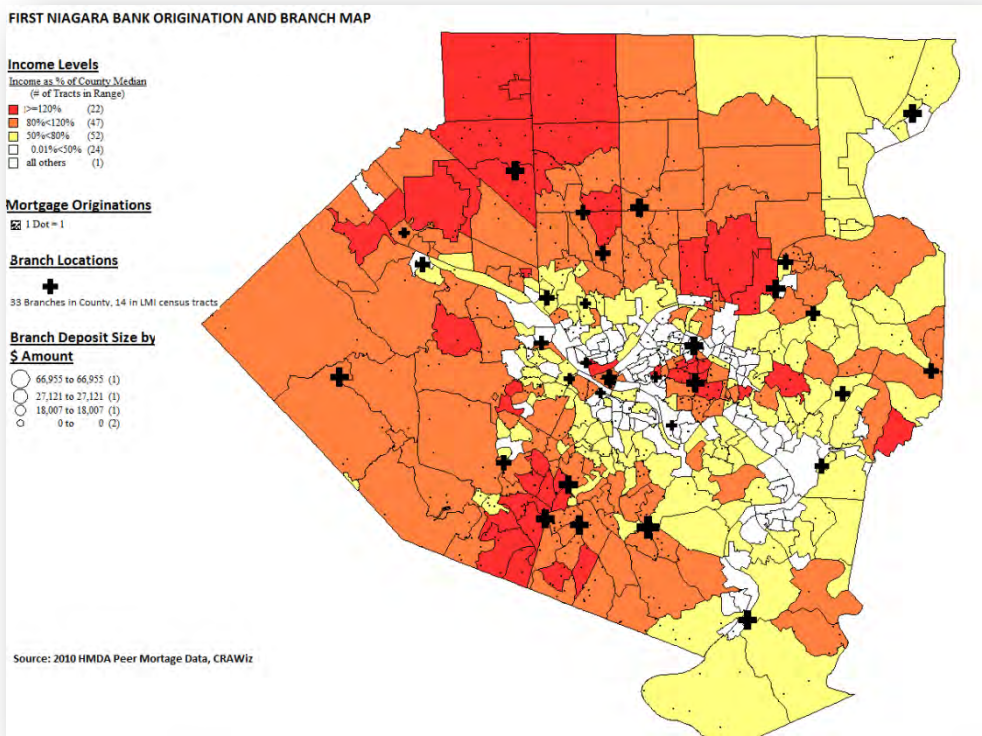 FIRST NIAGARA BANK ORIGINATION AND BRANCH MAP
Income Levels
Income as % of County Median
(# of Tracts in Range)
>=120% (22)
80%<120% (47)
50%<80% (52)
0.01%<50% (24)
all others (1)
Mortgage Originations
1 Dot = 1
Branch Locations
33 Branches in County, 14 in LMI census tracts
Branch Deposit Size by
$ Amount
66,955 to 66,955 (1)
27,121 to 27,121 (1)
18,007 to 18,007 (1)
0 to 0 (2)
Source: 2010 HMDA Peer Mortage Data, CRAWiz